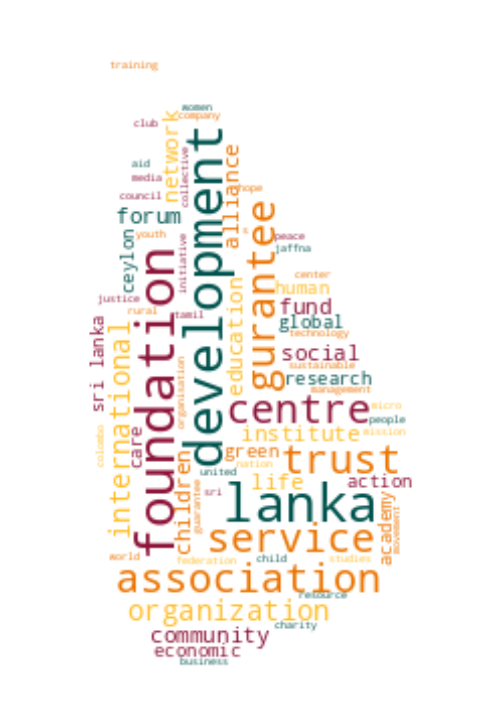 training
women
company
club
network
collective
development
alliance
aid
media
council
hope
forum
youth
ceylon
initiative
gurantee
s
peace
jaffna
foundation
center
human
justice
rural
tamil
fund
global
technology
sri lanka
international
education
social
sustainable
research
management
organisation
centre
micro
people
colombo
care
institute
mission
children
green
trust
nation
united
life
action
sri
guarantee
lanka
academy
movement
service
world
federation
child
studies
association
resource
organization
charity
community
economic
business